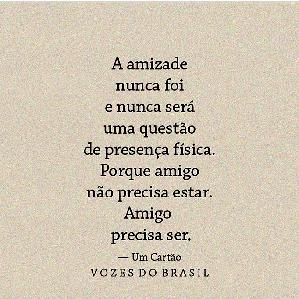 A amizade
nunca foi
e nunca será
uma questão
de presença física.
Porque amigo
não precisa estar.
Amigo
precisa ser.
— Um Cartão
VOZES DO BRASIL